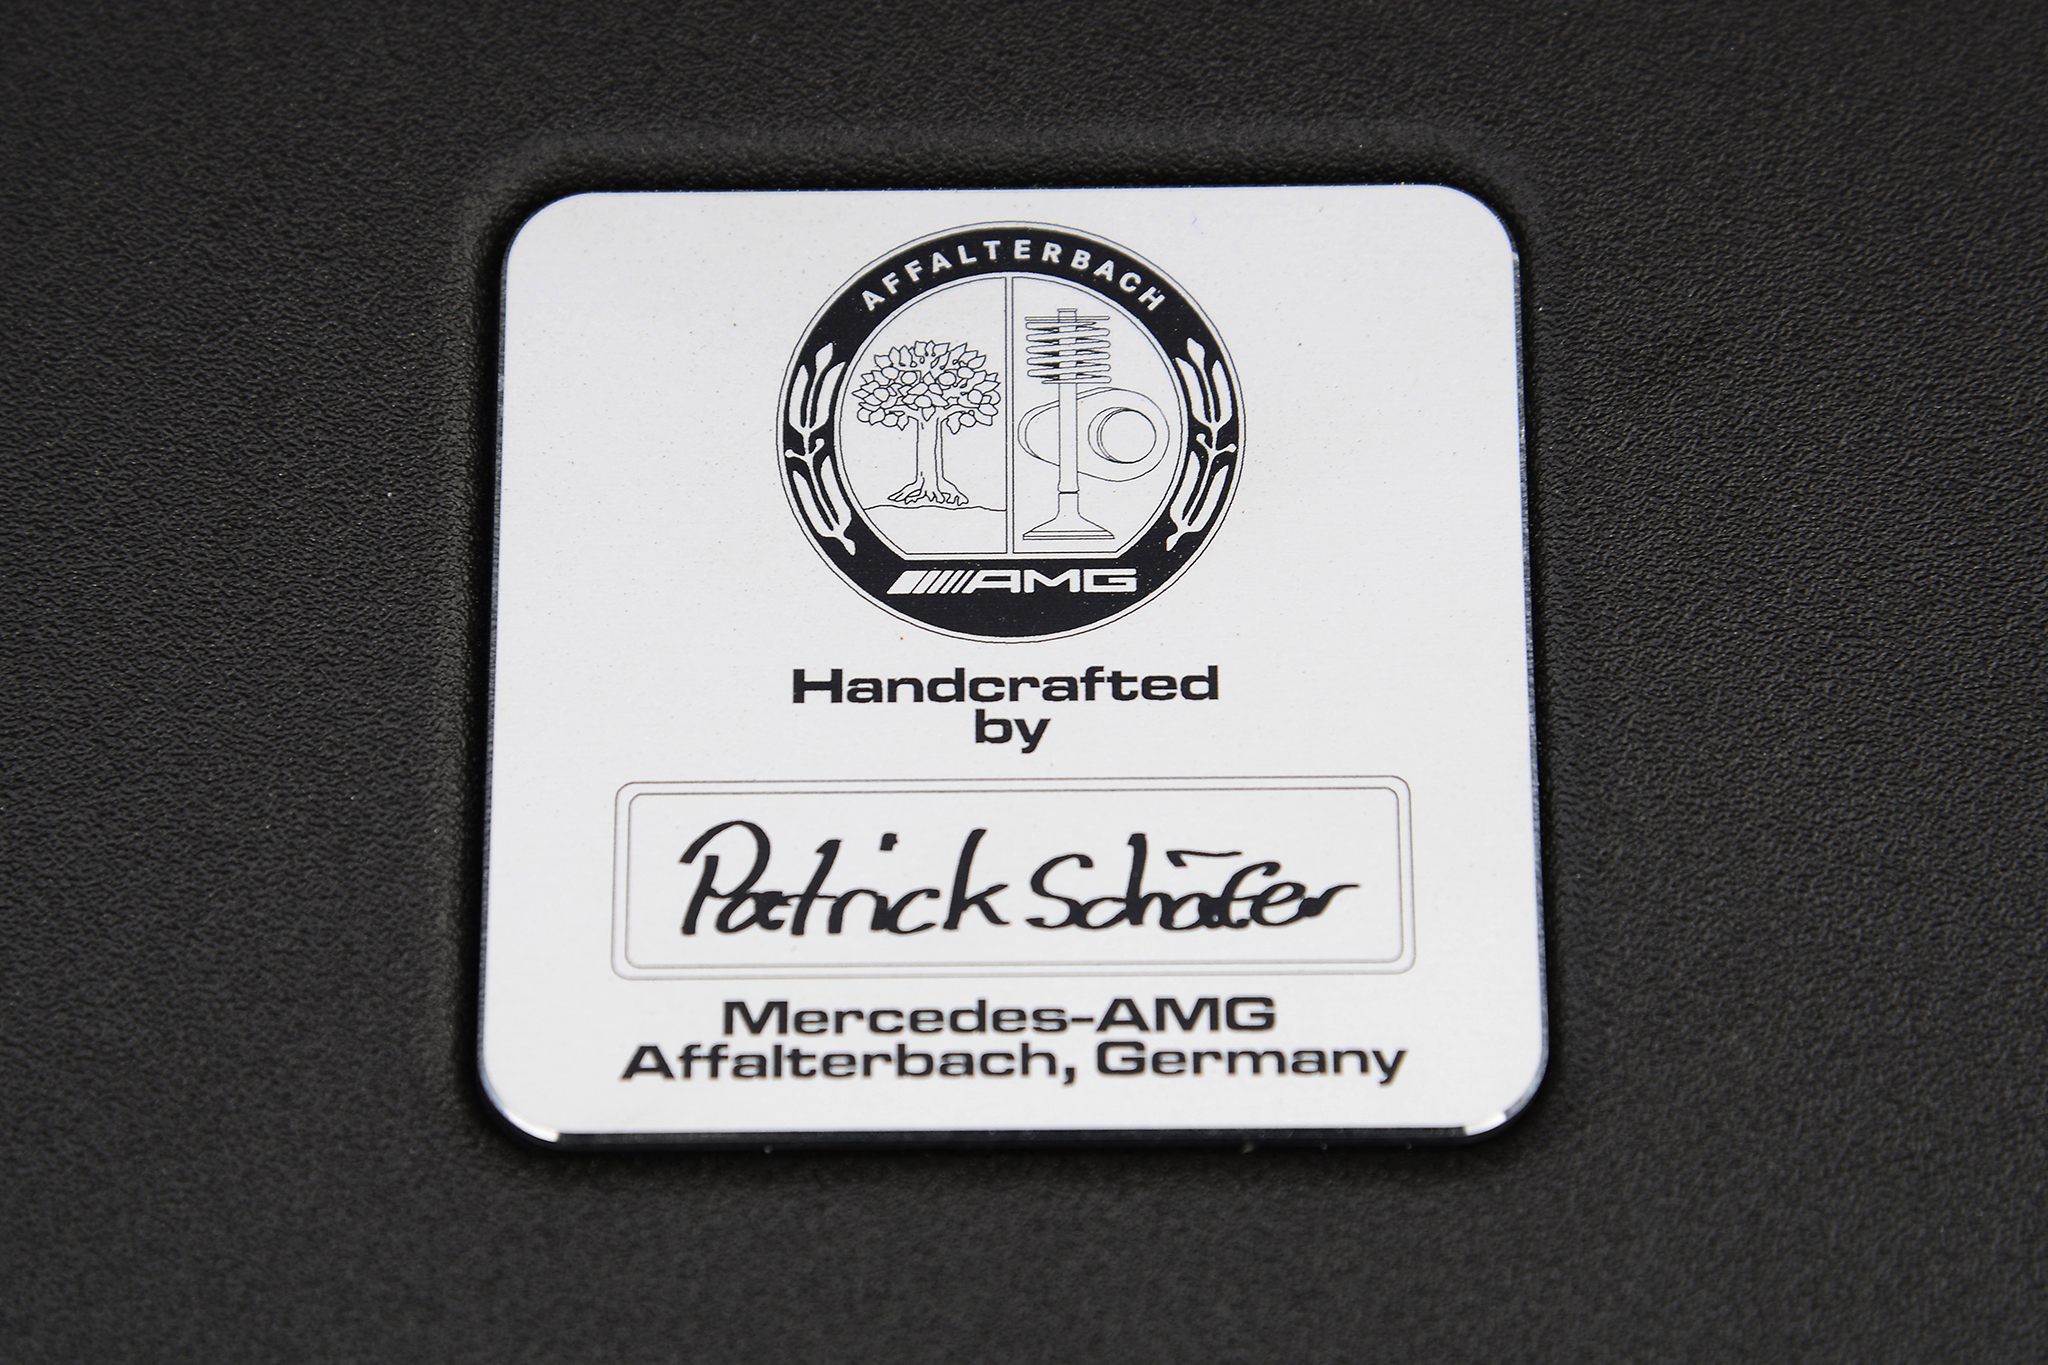 AFFALTERBACH
AMG
Handcrafted
by
Patrick Schäfer
Mercedes-AMG
Affalterbach, Germany